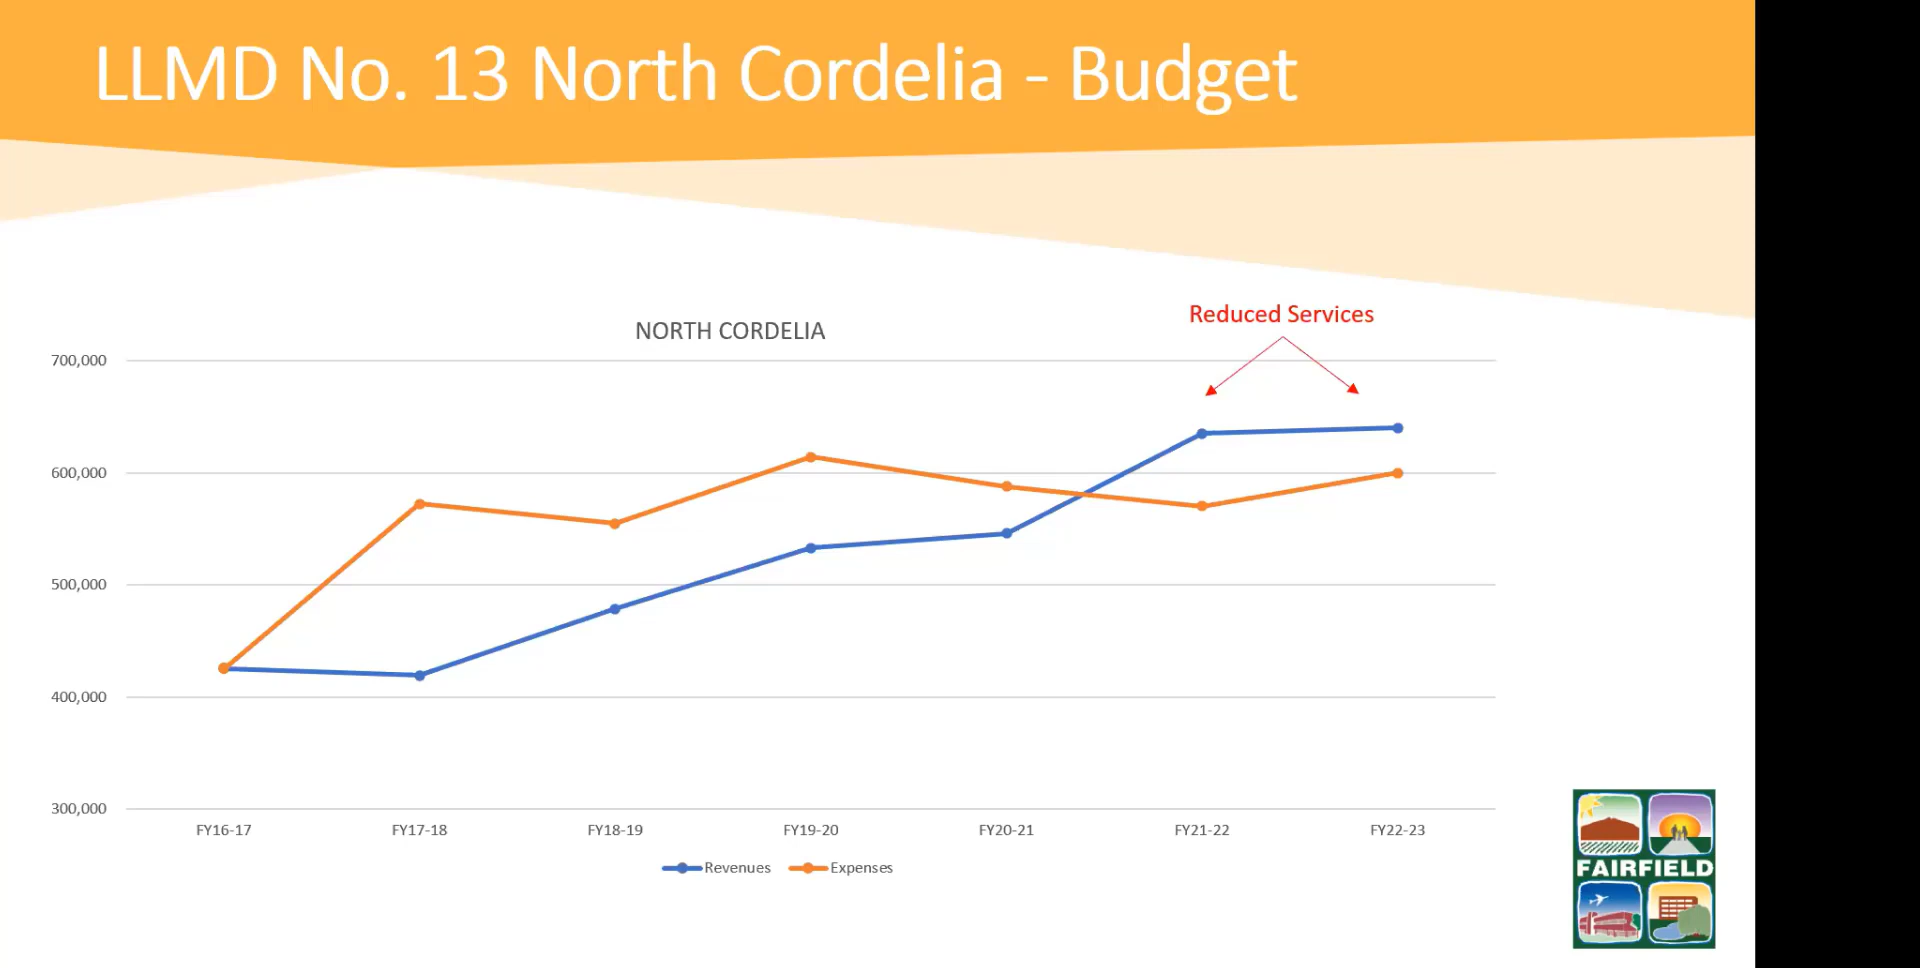 LLMD No. 13 North Cordelia - Budget
Reduced Services
NORTH CORDELIA
700,000
600,000
500,000
400,000
300,000
FY16-17 FY17-18 FY18-19 FY19-20 FY20-21 FY21-22 FY22-23
Revenues Expenses
FAIRFIELD